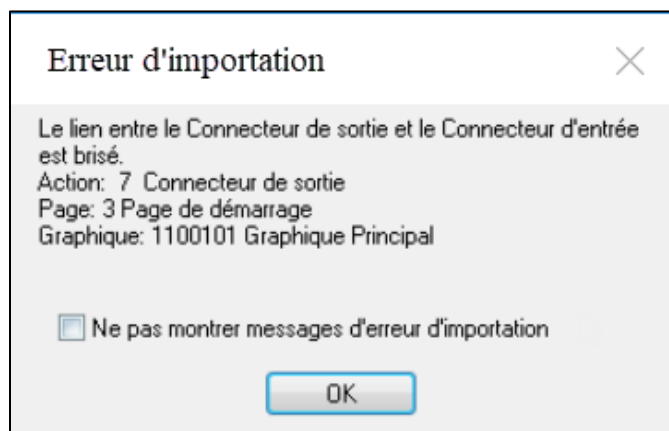 Erreur d'importation
Le lien entre le Connecteur de sortie et le Connecteur d'entrée
est brisé.
Action:  7  Connecteur de sortie
Page: 3 Page de démarrage
Graphique: 1100101 Graphique Principal
Ne pas montrer messages d'erreur d'importation
OK